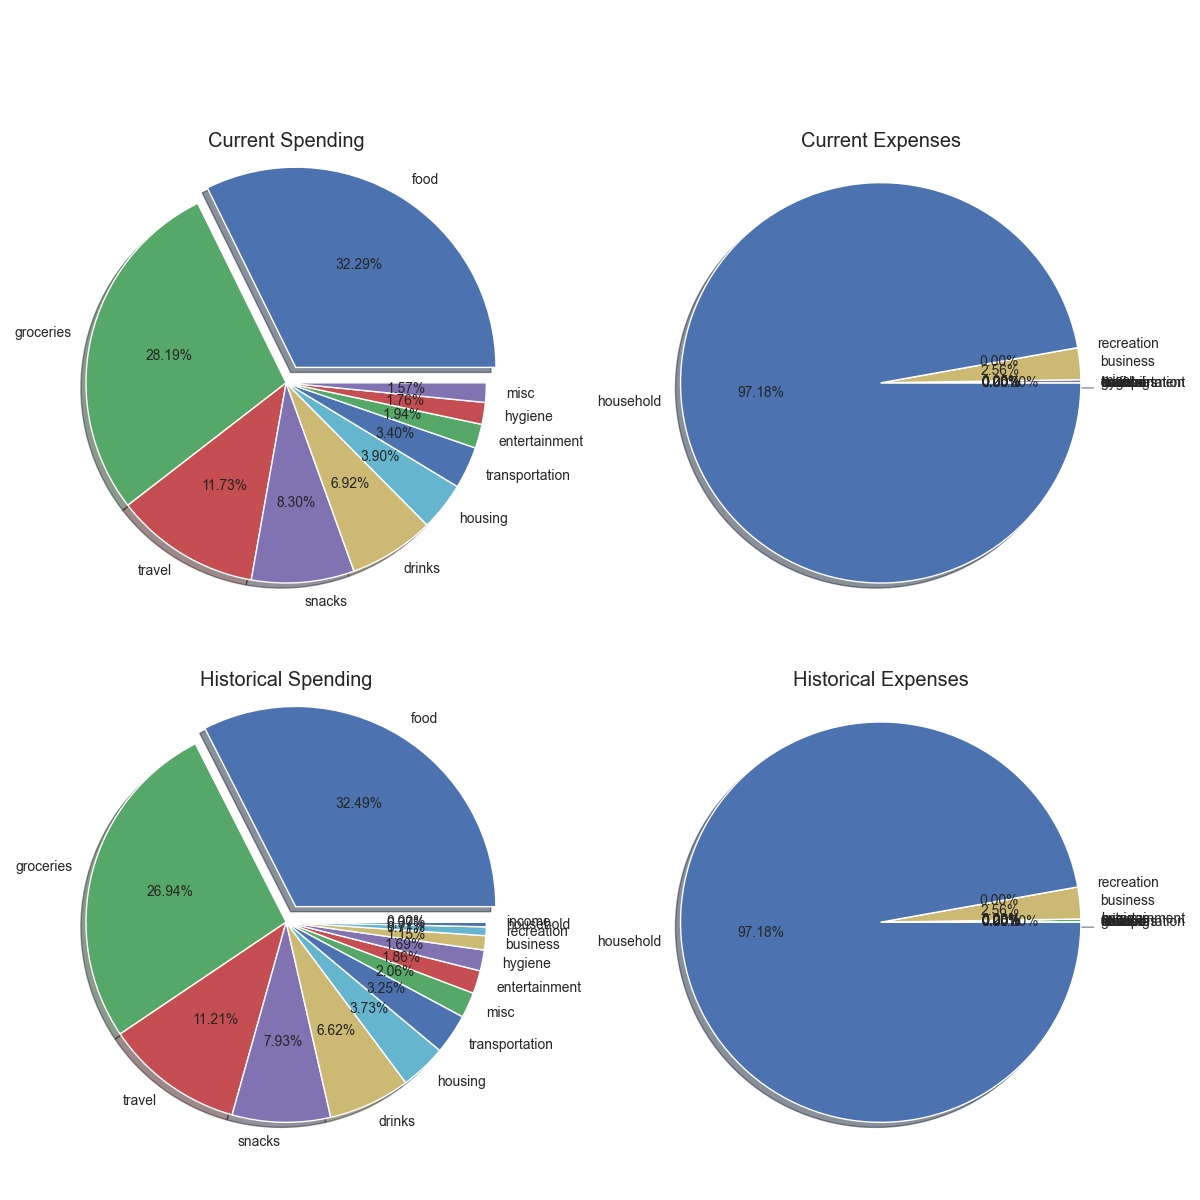 Current Spending
food
32.29%
groceries
28.19%
travel
11.73%
snacks
8.30%
drinks
6.92%
housing
3.90%
transportation
3.40%
entertainment
1.94%
hygiene
1.76%
misc
1.57%
Current Expenses
household
97.18%
recreation
0.00%
business
2.56%
Historical Spending
food
32.49%
groceries
26.94%
travel
11.21%
snacks
7.93%
drinks
6.62%
housing
3.73%
transportation
3.25%
misc
2.06%
entertainment
1.86%
hygiene
1.69%
business
1.15%
recreation
household
income
Historical Expenses
household
97.18%
recreation
0.00%
business
2.56%